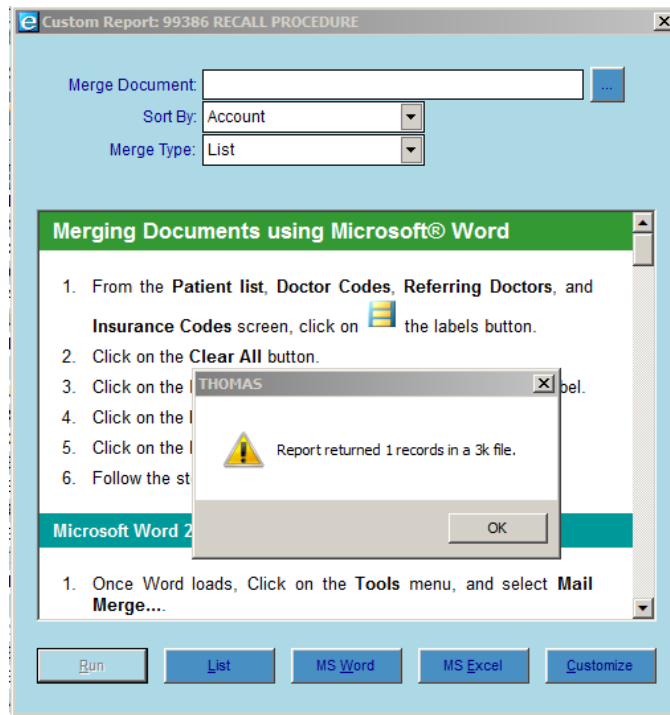 Custom Report: 99386 RECALL PROCEDURE
Merge Document:
...
Sort By: Account
Merge Type: List
Merging Documents using Microsoft® Word
1. From the Patient list, Doctor Codes, Referring Doctors, and
Insurance Codes screen, click on the labels button.
2. Click on the Clear All button.
3. Click on the
4. Click on the
5. Click on the
6. Follow the
THOMAS
Report returned 1 records in a 3k file.
OK
Microsoft Word
1. Once Word loads, Click on the Tools menu, and select Mail
Merge....
Run
List
MS Word
MS Excel
Customize